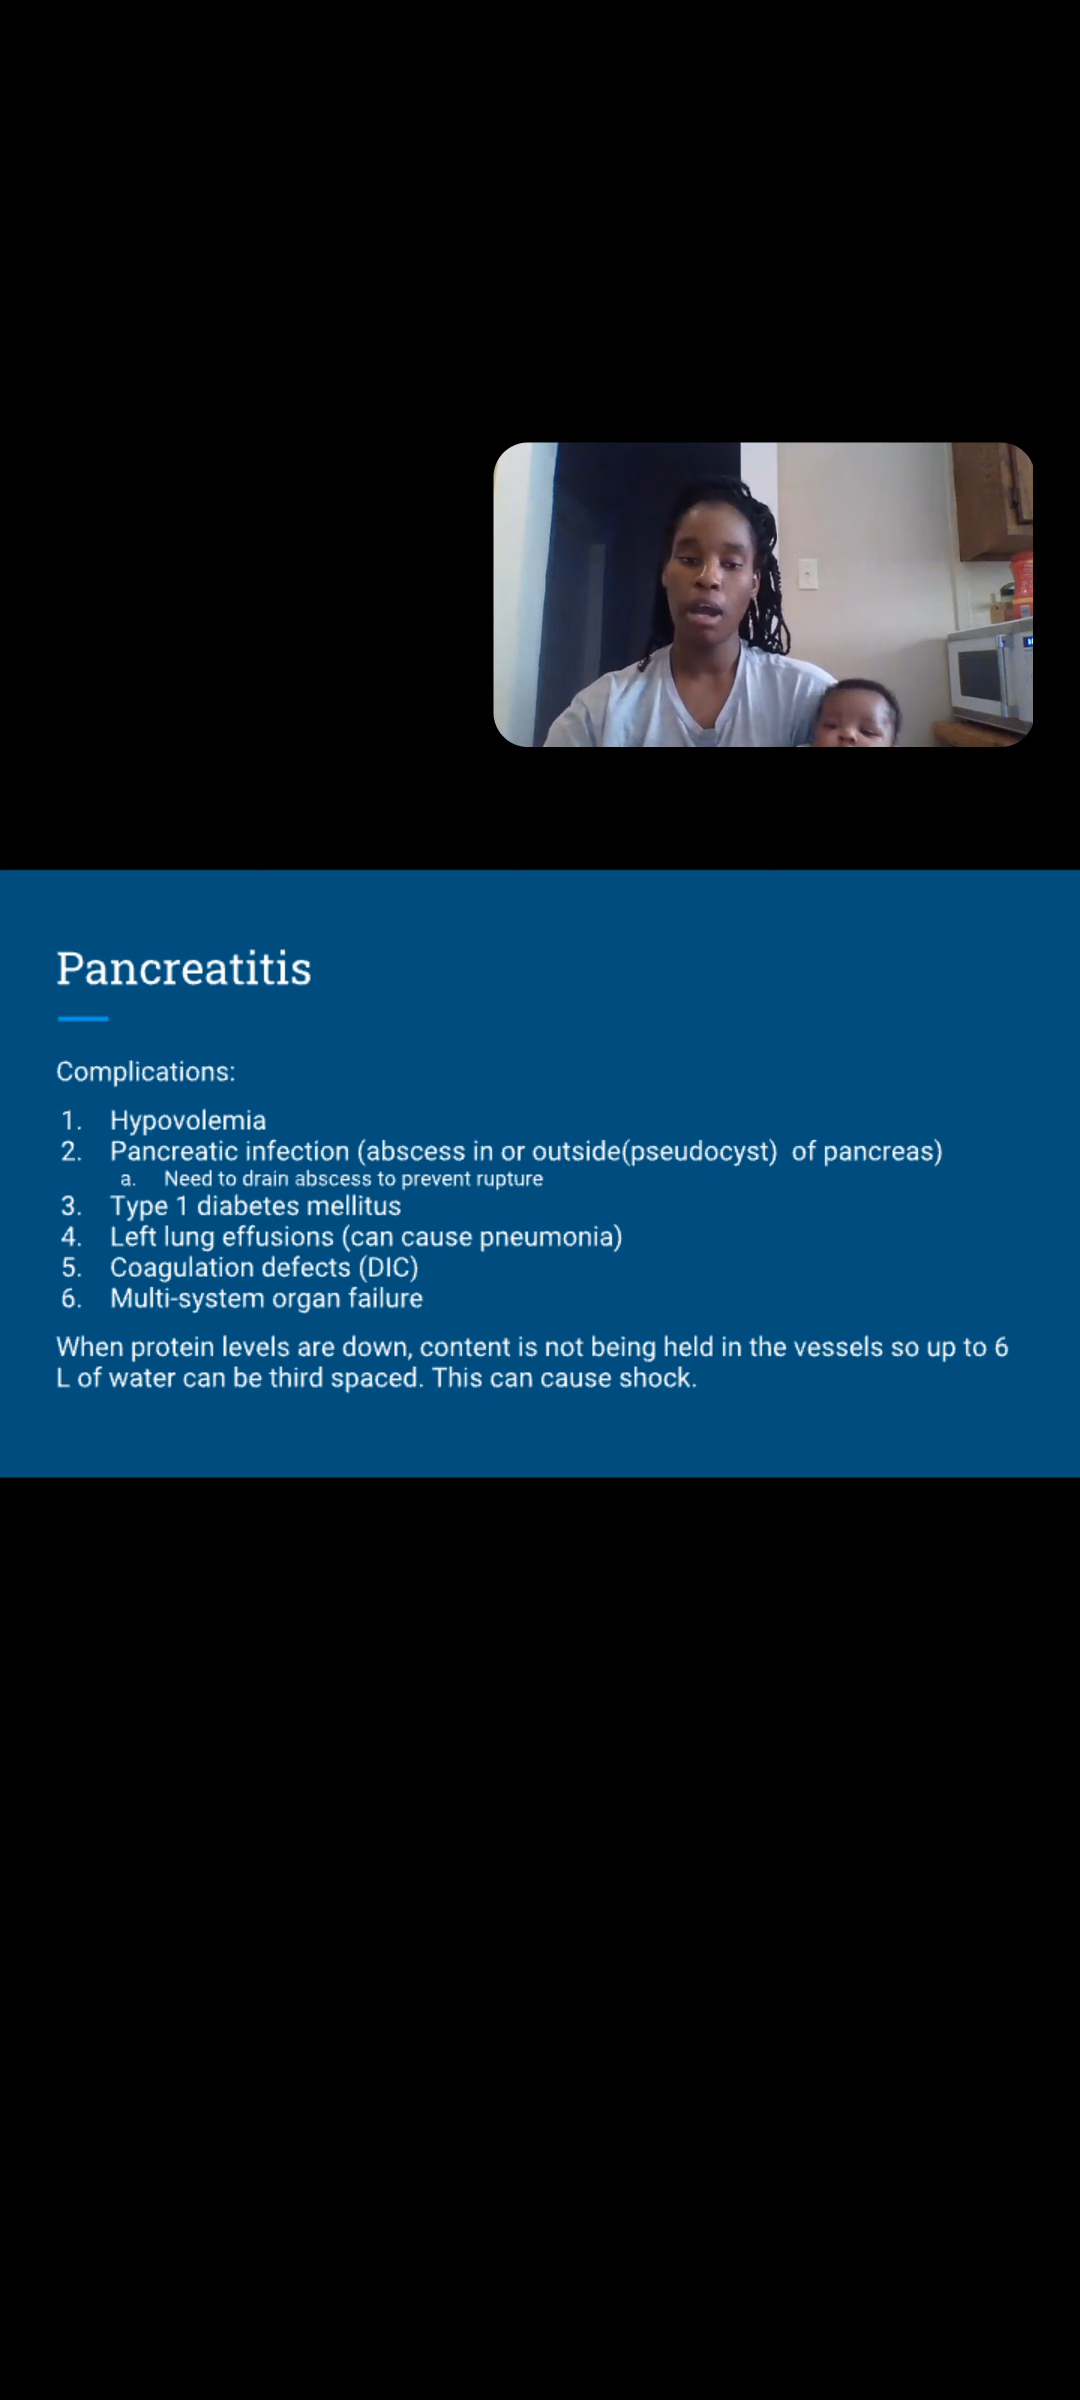 Pancreatitis
Complications:
1. Hypovolemia
2. Pancreatic infection (abscess in or outside(pseudocyst)  of pancreas)
a. Need to drain abscess to prevent rupture
3. Type 1 diabetes mellitus
4. Left lung effusions (can cause pneumonia)
5. Coagulation defects (DIC)
6. Multi-system organ failure
When protein levels are down, content is not being held in the vessels so up to 6
L of water can be third spaced. This can cause shock.